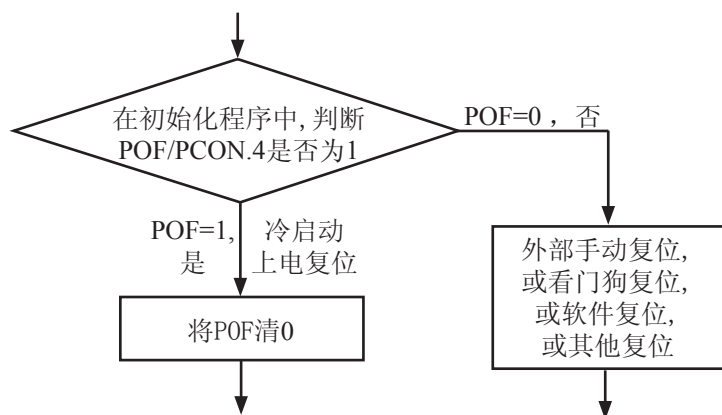 在初始化程序中,判断
POF/PCON.4是否为1
POF=0 ，否
POF=1,
是
冷启动
上电复位
将POF清0
外部手动复位,
或看门狗复位,
或软件复位,
或其他复位